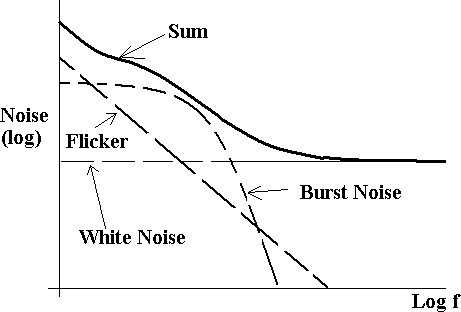 Sum
Noise
(log)
Flicker
Burst Noise
White Noise
Log f